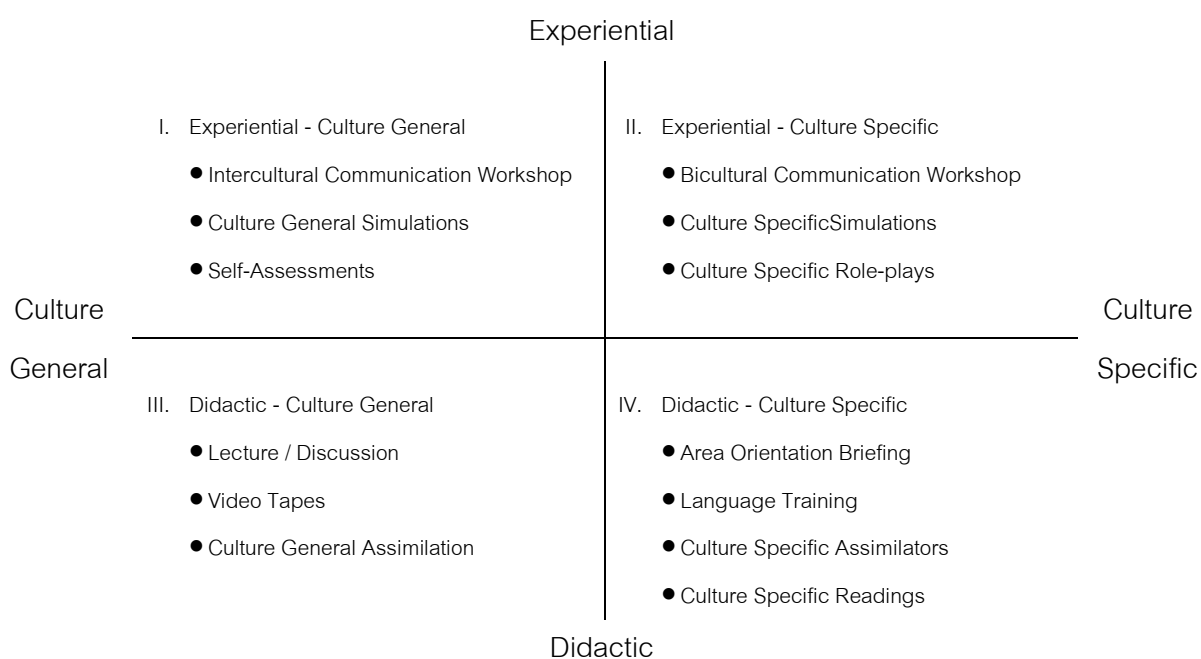 Experiential
I. Experiential - Culture General
● Intercultural Communication Workshop
● Culture General Simulations
● Self-Assessments
II. Experiential - Culture Specific
● Bicultural Communication Workshop
● Culture SpecificSimulations
● Culture Specific Role-plays
Culture
General
Culture
Specific
III. Didactic - Culture General
● Lecture / Discussion
● Video Tapes
● Culture General Assimilation
IV. Didactic - Culture Specific
● Area Orientation Briefing
● Language Training
● Culture Specific Assimilators
● Culture Specific Readings
Didactic